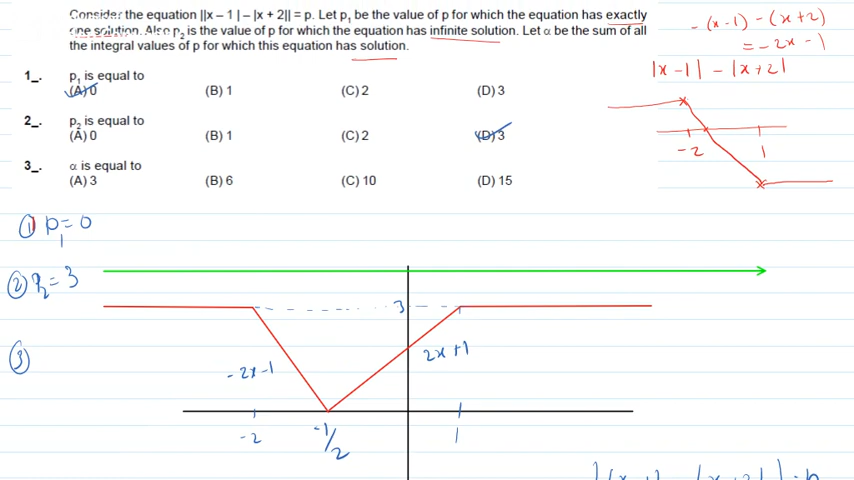 Consider the equation ||x – 1 | – |x + 2|| = p. Let p₁ be the value of p for which the equation has exactly
one solution. Also p₂ is the value of p for which the equation has infinite solution. Let α be the sum of all
the integral values of p for which this equation has solution.
1_. p₁ is equal to
(A) 0 (B) 1 (C) 2 (D) 3
2_. p₂ is equal to
(A) 0 (B) 1 (C) 2 (D) 3
3_. α is equal to
(A) 3 (B) 6 (C) 10 (D) 15
- (x-1) - (x+2)
= -2x-1
|x-1| - |x+2|
-2 1
① p₁ = 0
② p₂ = 3
③
3
-2x-1
2x+1
-2 -1/2 1